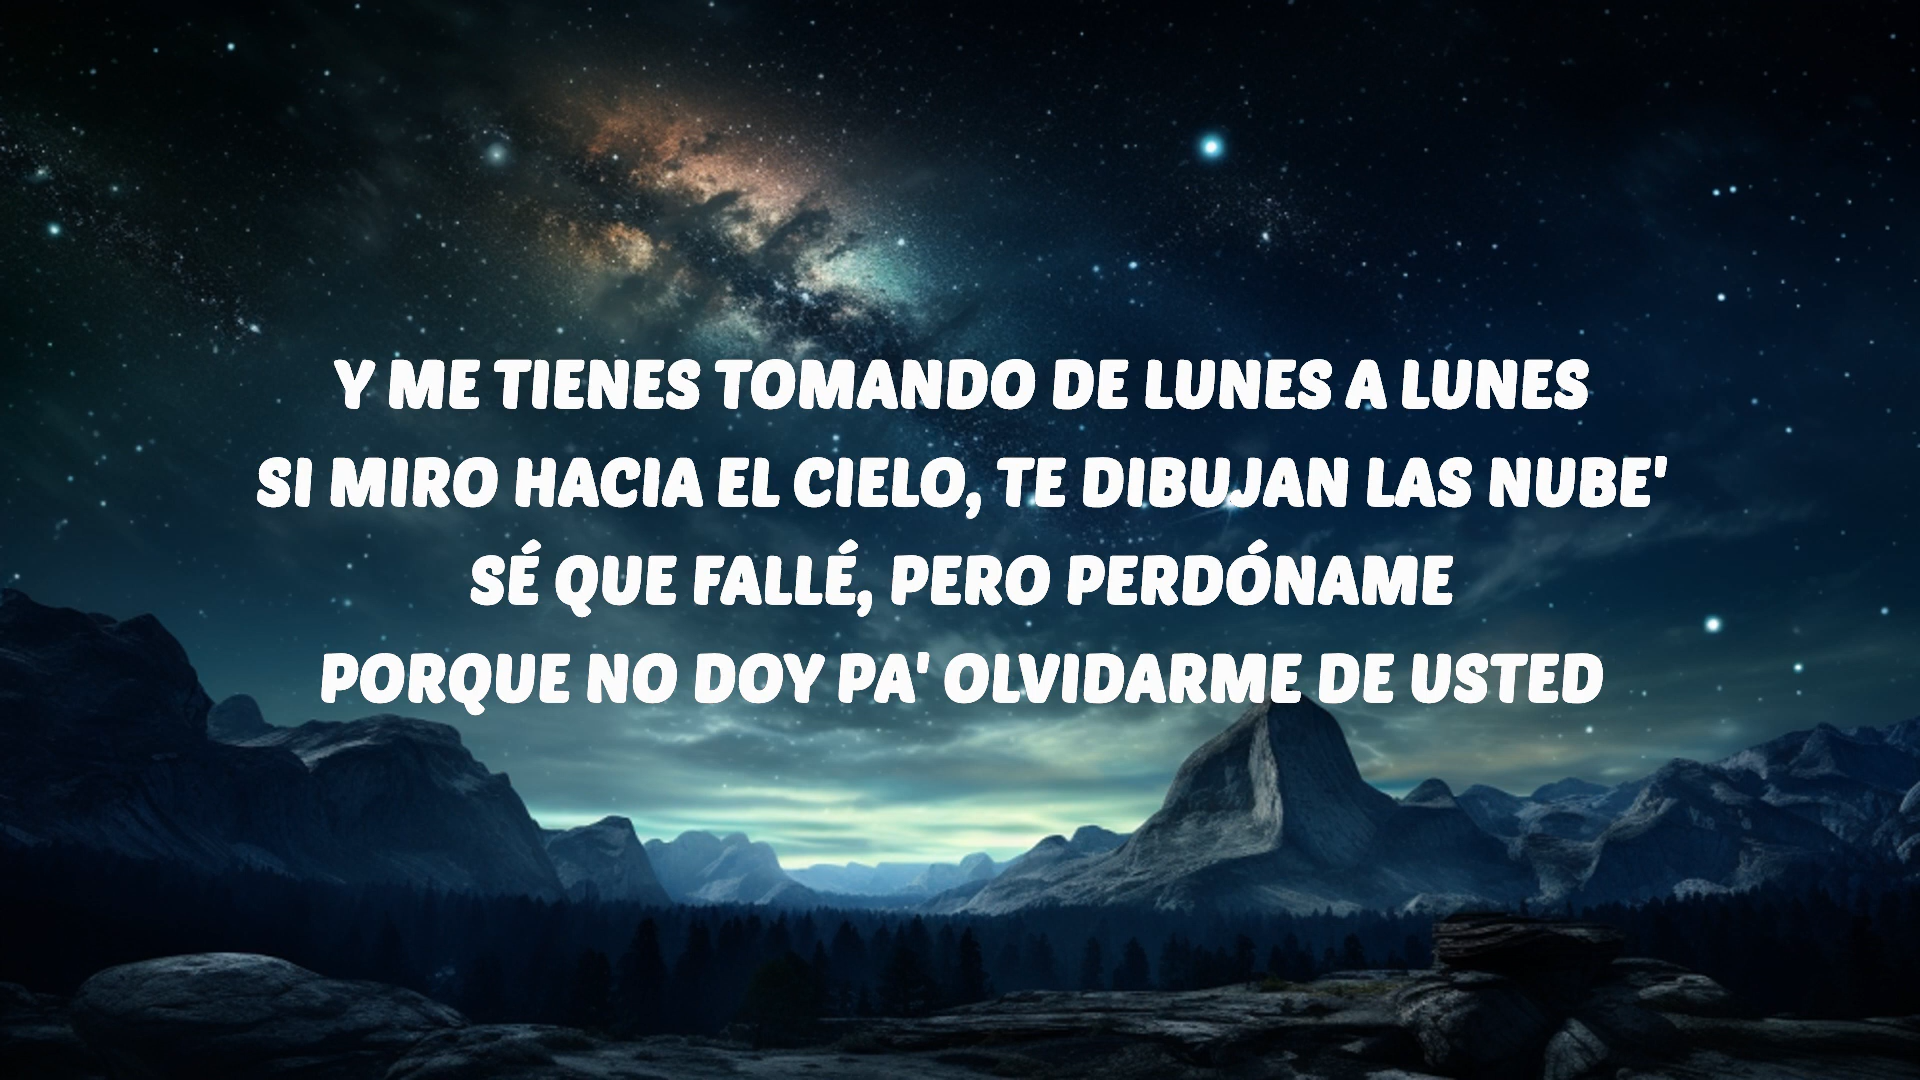 Y ME TIENES TOMANDO DE LUNES A LUNES
SI MIRO HACIA EL CIELO, TE DIBUJAN LAS NUBE'
SÉ QUE FALLÉ, PERO PERDÓNAME
PORQUE NO DOY PA' OLVIDARME DE USTED